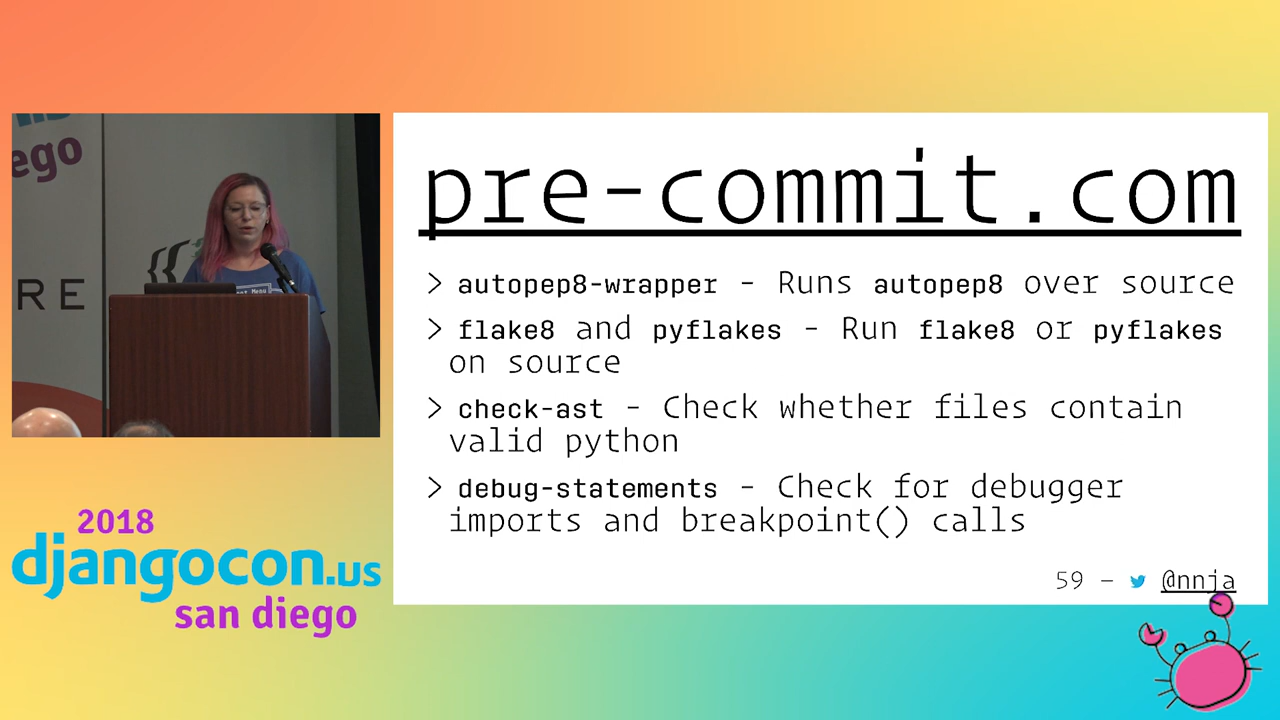 ego
RE
pre-commit.com
> autopep8-wrapper - Runs autopep8 over source
> flake8 and pyflakes - Run flake8 or pyflakes
on source
> check-ast - Check whether files contain
valid python
> debug-statements - Check for debugger
imports and breakpoint() calls
59 - @nnja
2018
djangocon.us
san diego